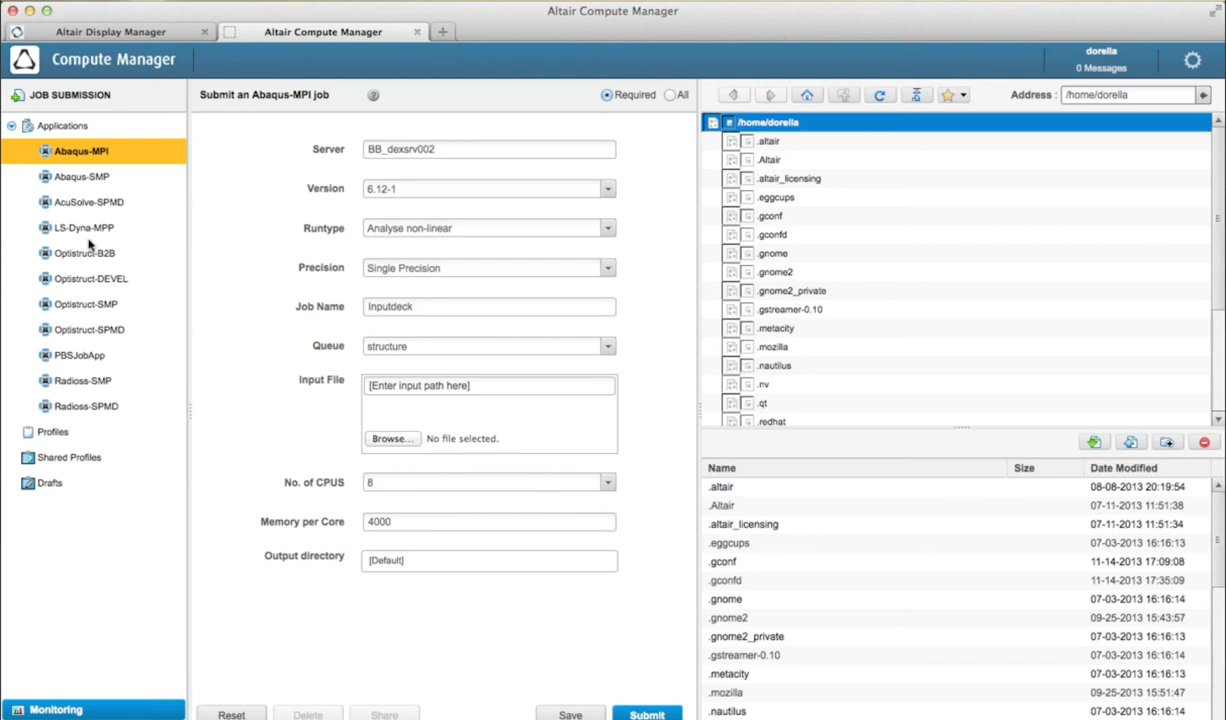 Altair Compute Manager
Altair Display Manager
Altair Compute Manager
Compute Manager
dorella
0 Messages
JOB SUBMISSION
Applications
Abaqus-MPI
Abaqus-SMP
AcuSolve-SPMD
LS-Dyna-MPP
Optistruct-B2B
Optistruct-DEVEL
Optistruct-SMP
Optistruct-SPMD
PBSJobApp
Radioss-SMP
Radioss-SPMD
Profiles
Shared Profiles
Drafts
Monitoring
Submit an Abaqus-MPI job
Required All
Server BB_dexsrv002
Version 6.12-1
Runtype Analyse non-linear
Precision Single Precision
Job Name Inputdeck
Queue structure
Input File [Enter input path here]
Browse... No file selected.
No. of CPUS 8
Memory per Core 4000
Output directory [Default]
Reset Delete Share Save Submit
Address : /home/dorella
/home/dorella
.altair
.Altair
.altair_licensing
.eggcups
.gconf
.gconfd
.gnome
.gnome2
.gnome2_private
.gstreamer-0.10
.metacity
.mozilla
.nautilus
.nv
.qt
.redhat
Name Size Date Modified
.altair 08-08-2013 20:19:54
.Altair 07-11-2013 11:51:38
.altair_licensing 07-11-2013 11:51:34
.eggcups 07-03-2013 16:16:13
.gconf 11-14-2013 17:09:08
.gconfd 11-14-2013 17:35:09
.gnome 07-03-2013 16:16:14
.gnome2 09-25-2013 15:43:57
.gnome2_private 07-03-2013 16:16:13
.gstreamer-0.10 07-03-2013 16:16:14
.metacity 07-03-2013 16:16:13
.mozilla 09-25-2013 15:51:47
.nautilus 07-03-2013 16:16:14